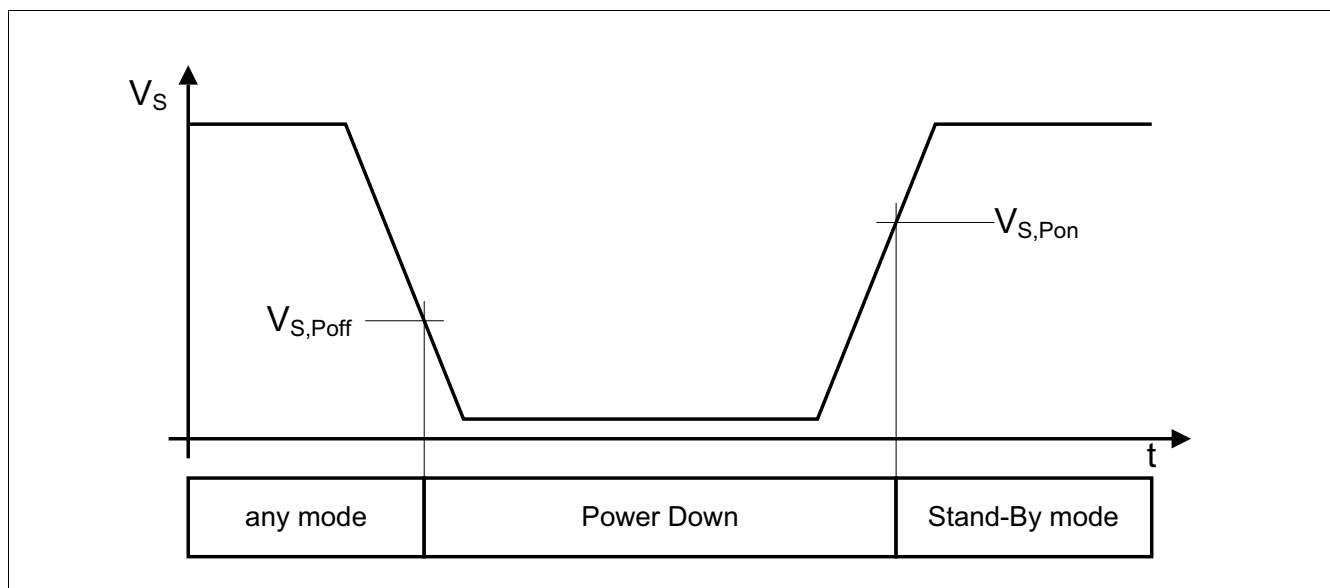 V_S
V_S,Pon
V_S,Poff
t
any mode
Power Down
Stand-By mode